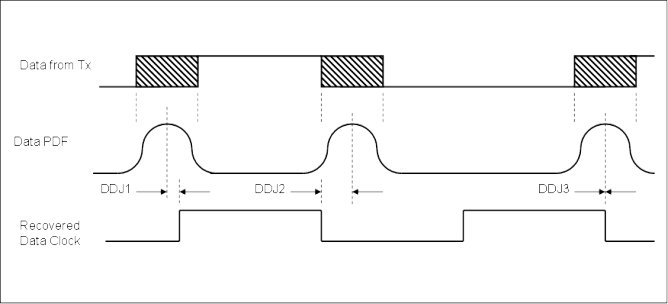 Data from Tx
Data PDF
DDJ1
DDJ2
DDJ3
Recovered
Data Clock